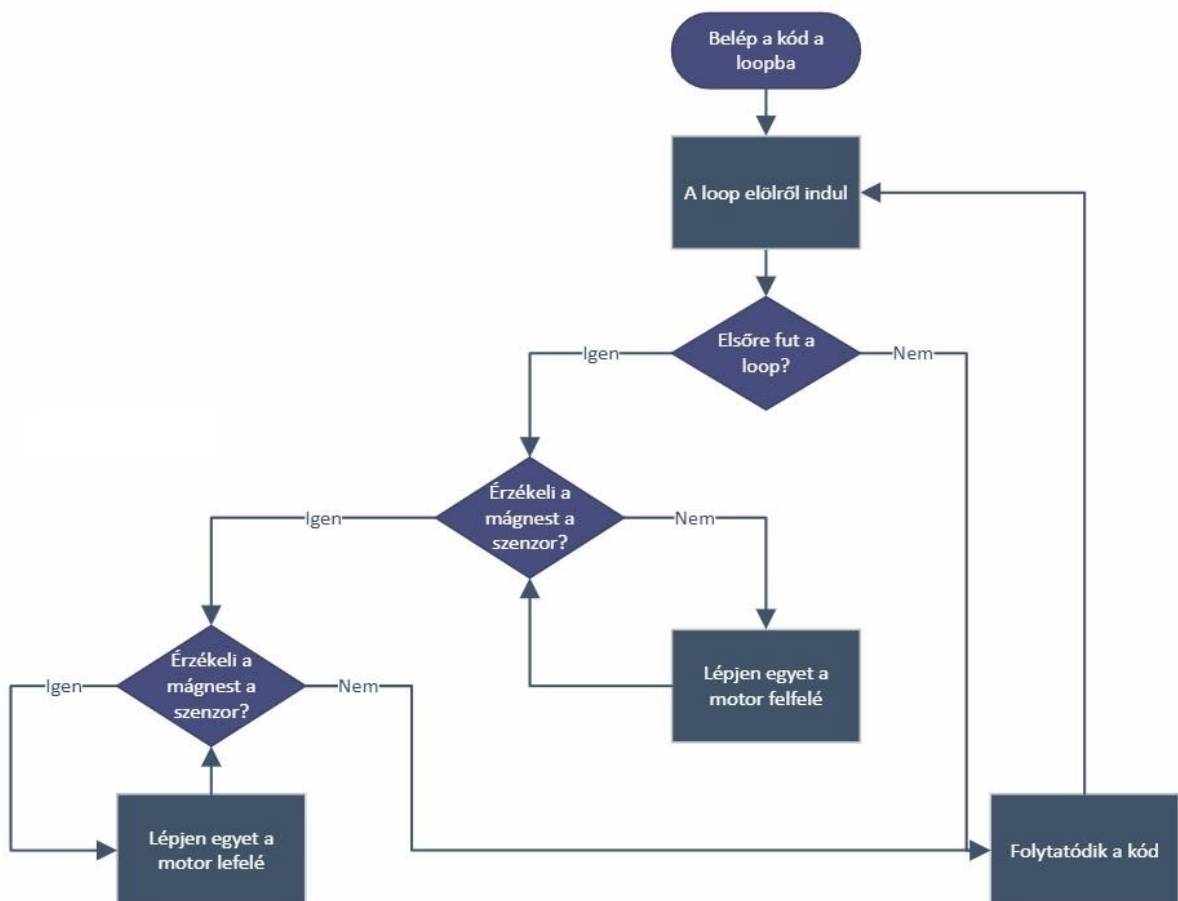 Belép a kód a
loopba
A loop elölről indul
Elsőre fut a
loop?
Igen
Nem
Érzékeli a
mágnest a
szenzor?
Igen
Nem
Lépjen egyet a
motor felfelé
Érzékeli a
mágnest a
szenzor?
Igen
Nem
Lépjen egyet a
motor lefelé
Folytatódik a kód